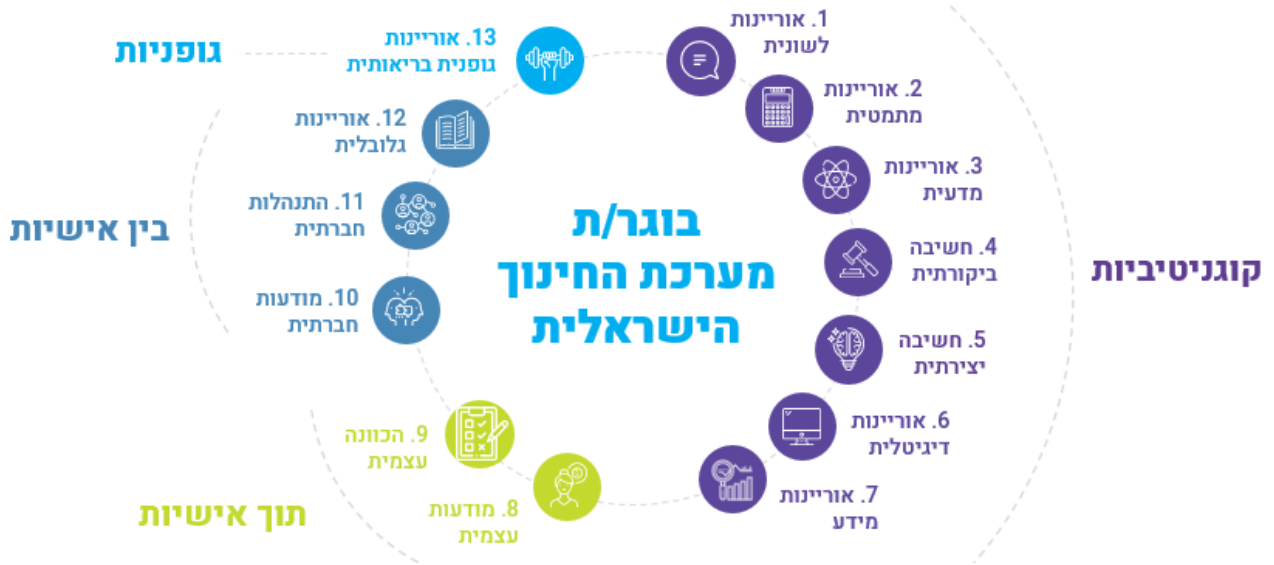 בוגר/ת
מערכת החינוך
הישראלית
קוגניטיביות
1. אוריינות
לשונית
2. אוריינות
מתמטית
3. אוריינות
מדעית
4. חשיבה
ביקורתית
5. חשיבה
יצירתית
6. אוריינות
דיגיטלית
7. אוריינות
מידע
תוך אישיות
8. מודעות
עצמית
9. הכוונה
עצמית
בין אישיות
10. מודעות
חברתית
11. התנהלות
חברתית
12. אוריינות
גלובלית
גופניות
13. אוריינות
גופנית בריאותית